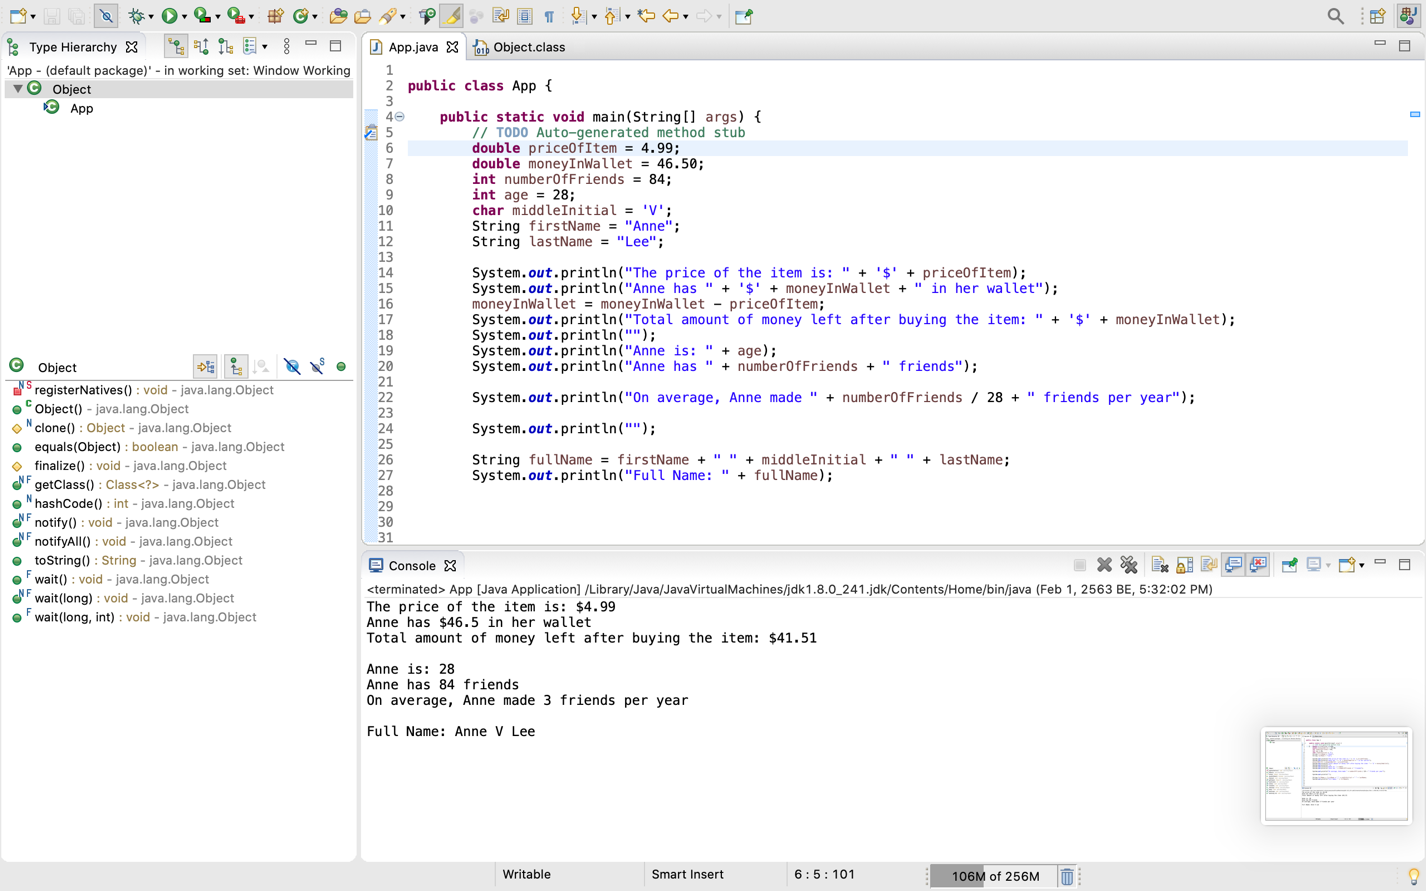 Type Hierarchy
'App - (default package)' - in working set: Window Working
Object
App
Object
registerNatives() : void - java.lang.Object
Object() - java.lang.Object
clone() : Object - java.lang.Object
equals(Object) : boolean - java.lang.Object
finalize() : void - java.lang.Object
getClass() : Class<?> - java.lang.Object
hashCode() : int - java.lang.Object
notify() : void - java.lang.Object
notifyAll() : void - java.lang.Object
toString() : String - java.lang.Object
wait() : void - java.lang.Object
wait(long) : void - java.lang.Object
wait(long, int) : void - java.lang.Object
App.java Object.class
1
2 public class App {
3
4 public static void main(String[] args) {
5 // TODO Auto-generated method stub
6 double priceOfItem = 4.99;
7 double moneyInWallet = 46.50;
8 int numberOfFriends = 84;
9 int age = 28;
10 char middleInitial = 'V';
11 String firstName = "Anne";
12 String lastName = "Lee";
13
14 System.out.println("The price of the item is: " + '$' + priceOfItem);
15 System.out.println("Anne has " + '$' + moneyInWallet + " in her wallet");
16 moneyInWallet = moneyInWallet - priceOfItem;
17 System.out.println("Total amount of money left after buying the item: " + '$' + moneyInWallet);
18 System.out.println("");
19 System.out.println("Anne is: " + age);
20 System.out.println("Anne has " + numberOfFriends + " friends");
21
22 System.out.println("On average, Anne made " + numberOfFriends / 28 + " friends per year");
23
24 System.out.println("");
25
26 String fullName = firstName + " " + middleInitial + " " + lastName;
27 System.out.println("Full Name: " + fullName);
28
29
30
31
Console
<terminated> App [Java Application] /Library/Java/JavaVirtualMachines/jdk1.8.0_241.jdk/Contents/Home/bin/java (Feb 1, 2563 BE, 5:32:02 PM)
The price of the item is: $4.99
Anne has $46.5 in her wallet
Total amount of money left after buying the item: $41.51
Anne is: 28
Anne has 84 friends
On average, Anne made 3 friends per year
Full Name: Anne V Lee
Writable Smart Insert 6 : 5 : 101 106M of 256M